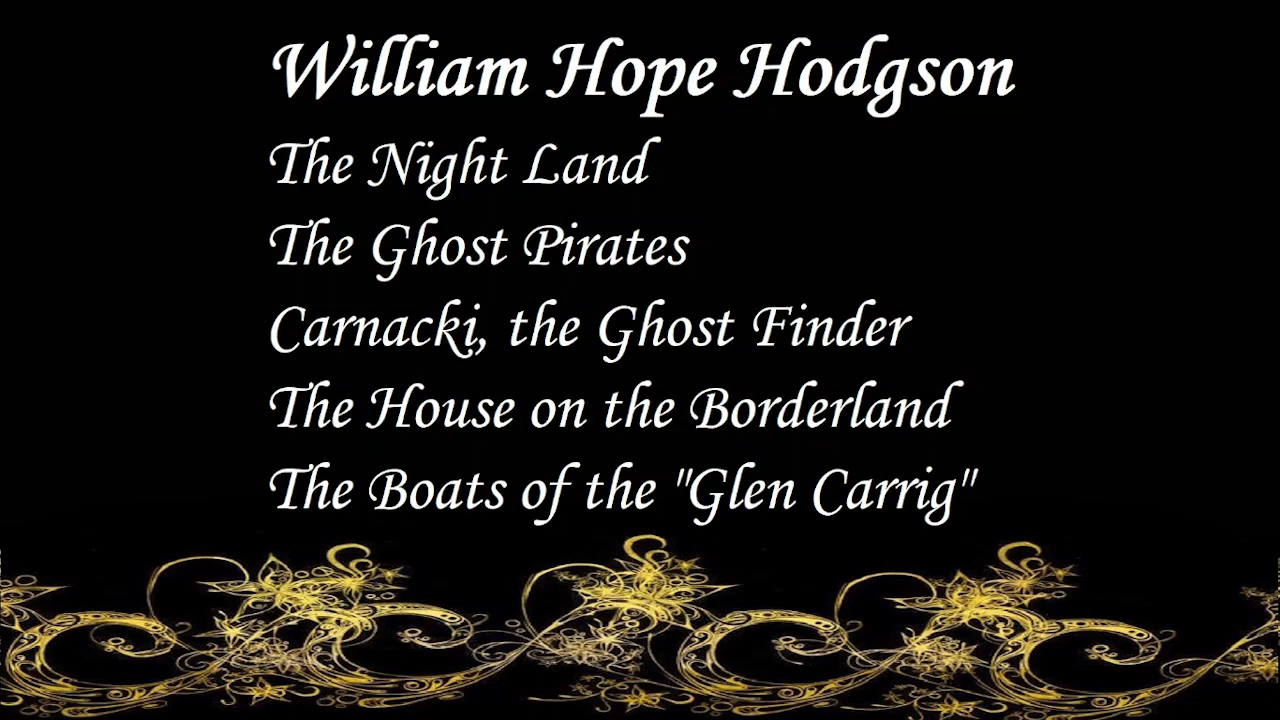 William Hope Hodgson
The Night Land
The Ghost Pirates
Carnacki, the Ghost Finder
The House on the Borderland
The Boats of the "Glen Carrig"